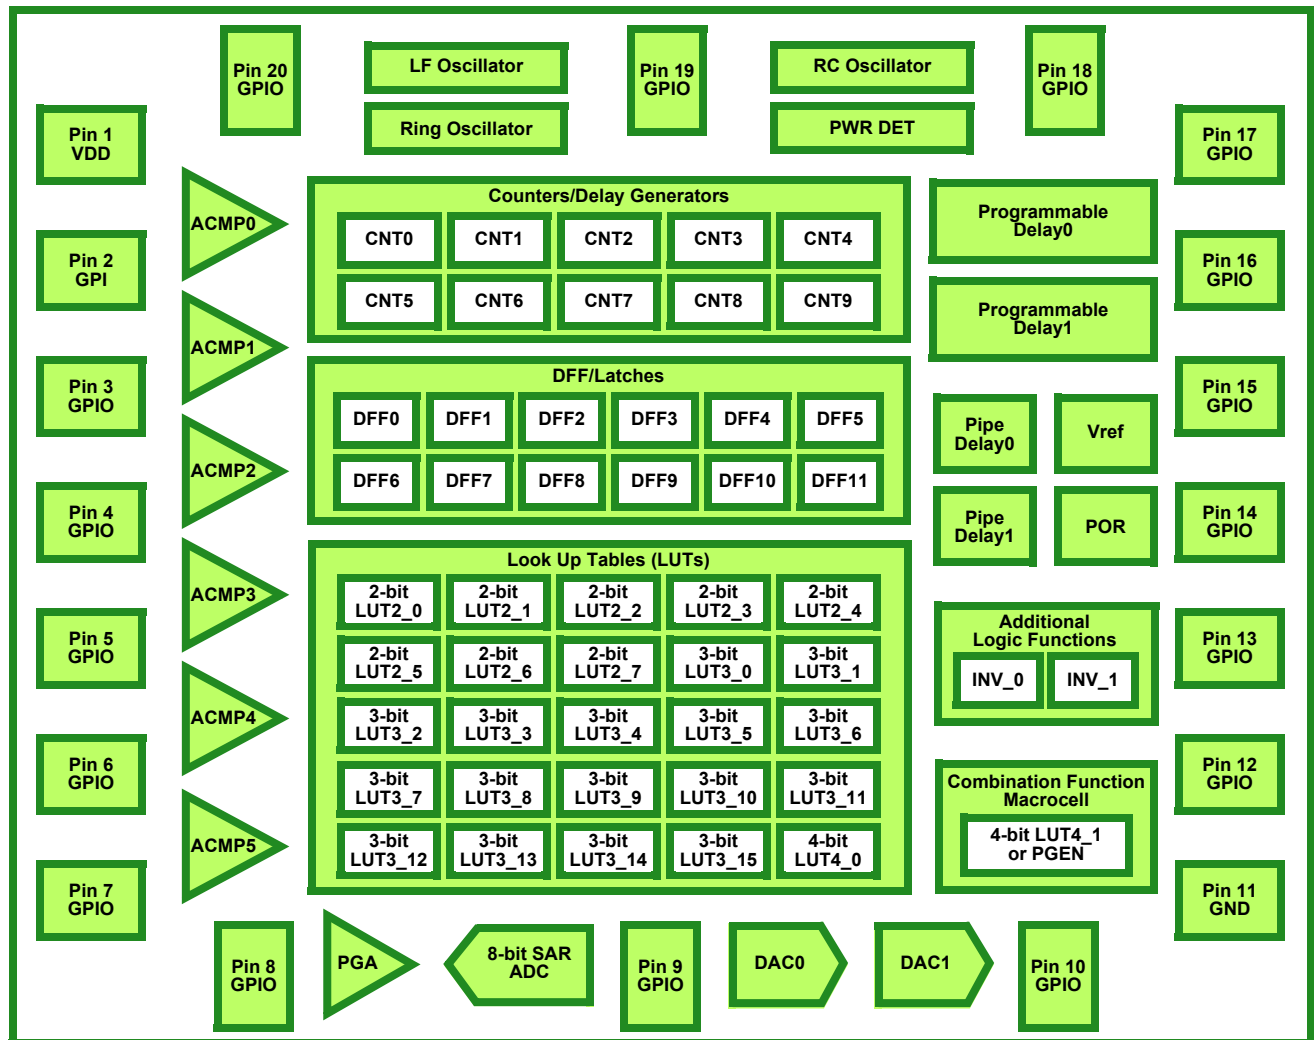 Pin 20
GPIO
LF Oscillator
Ring Oscillator
Pin 19
GPIO
RC Oscillator
PWR DET
Pin 18
GPIO
Pin 1
VDD
Pin 2
GPI
Pin 3
GPIO
Pin 4
GPIO
Pin 5
GPIO
Pin 6
GPIO
Pin 7
GPIO
ACMP0
ACMP1
ACMP2
ACMP3
ACMP4
ACMP5
Counters/Delay Generators
CNT0 CNT1 CNT2 CNT3 CNT4
CNT5 CNT6 CNT7 CNT8 CNT9
DFF/Latches
DFF0 DFF1 DFF2 DFF3 DFF4 DFF5
DFF6 DFF7 DFF8 DFF9 DFF10 DFF11
Look Up Tables (LUTs)
2-bit 2-bit 2-bit 2-bit 2-bit
LUT2_0 LUT2_1 LUT2_2 LUT2_3 LUT2_4
2-bit 2-bit 2-bit 3-bit 3-bit
LUT2_5 LUT2_6 LUT2_7 LUT3_0 LUT3_1
3-bit 3-bit 3-bit 3-bit 3-bit
LUT3_2 LUT3_3 LUT3_4 LUT3_5 LUT3_6
3-bit 3-bit 3-bit 3-bit 3-bit
LUT3_7 LUT3_8 LUT3_9 LUT3_10 LUT3_11
3-bit 3-bit 3-bit 3-bit 4-bit
LUT3_12 LUT3_13 LUT3_14 LUT3_15 LUT4_0
Programmable
Delay0
Programmable
Delay1
Pipe
Delay0
Vref
Pipe
Delay1
POR
Additional
Logic Functions
INV_0 INV_1
Combination Function
Macrocell
4-bit LUT4_1
or PGEN
Pin 17
GPIO
Pin 16
GPIO
Pin 15
GPIO
Pin 14
GPIO
Pin 13
GPIO
Pin 12
GPIO
Pin 11
GND
Pin 8
GPIO
PGA
8-bit SAR
ADC
Pin 9
GPIO
DAC0
DAC1
Pin 10
GPIO